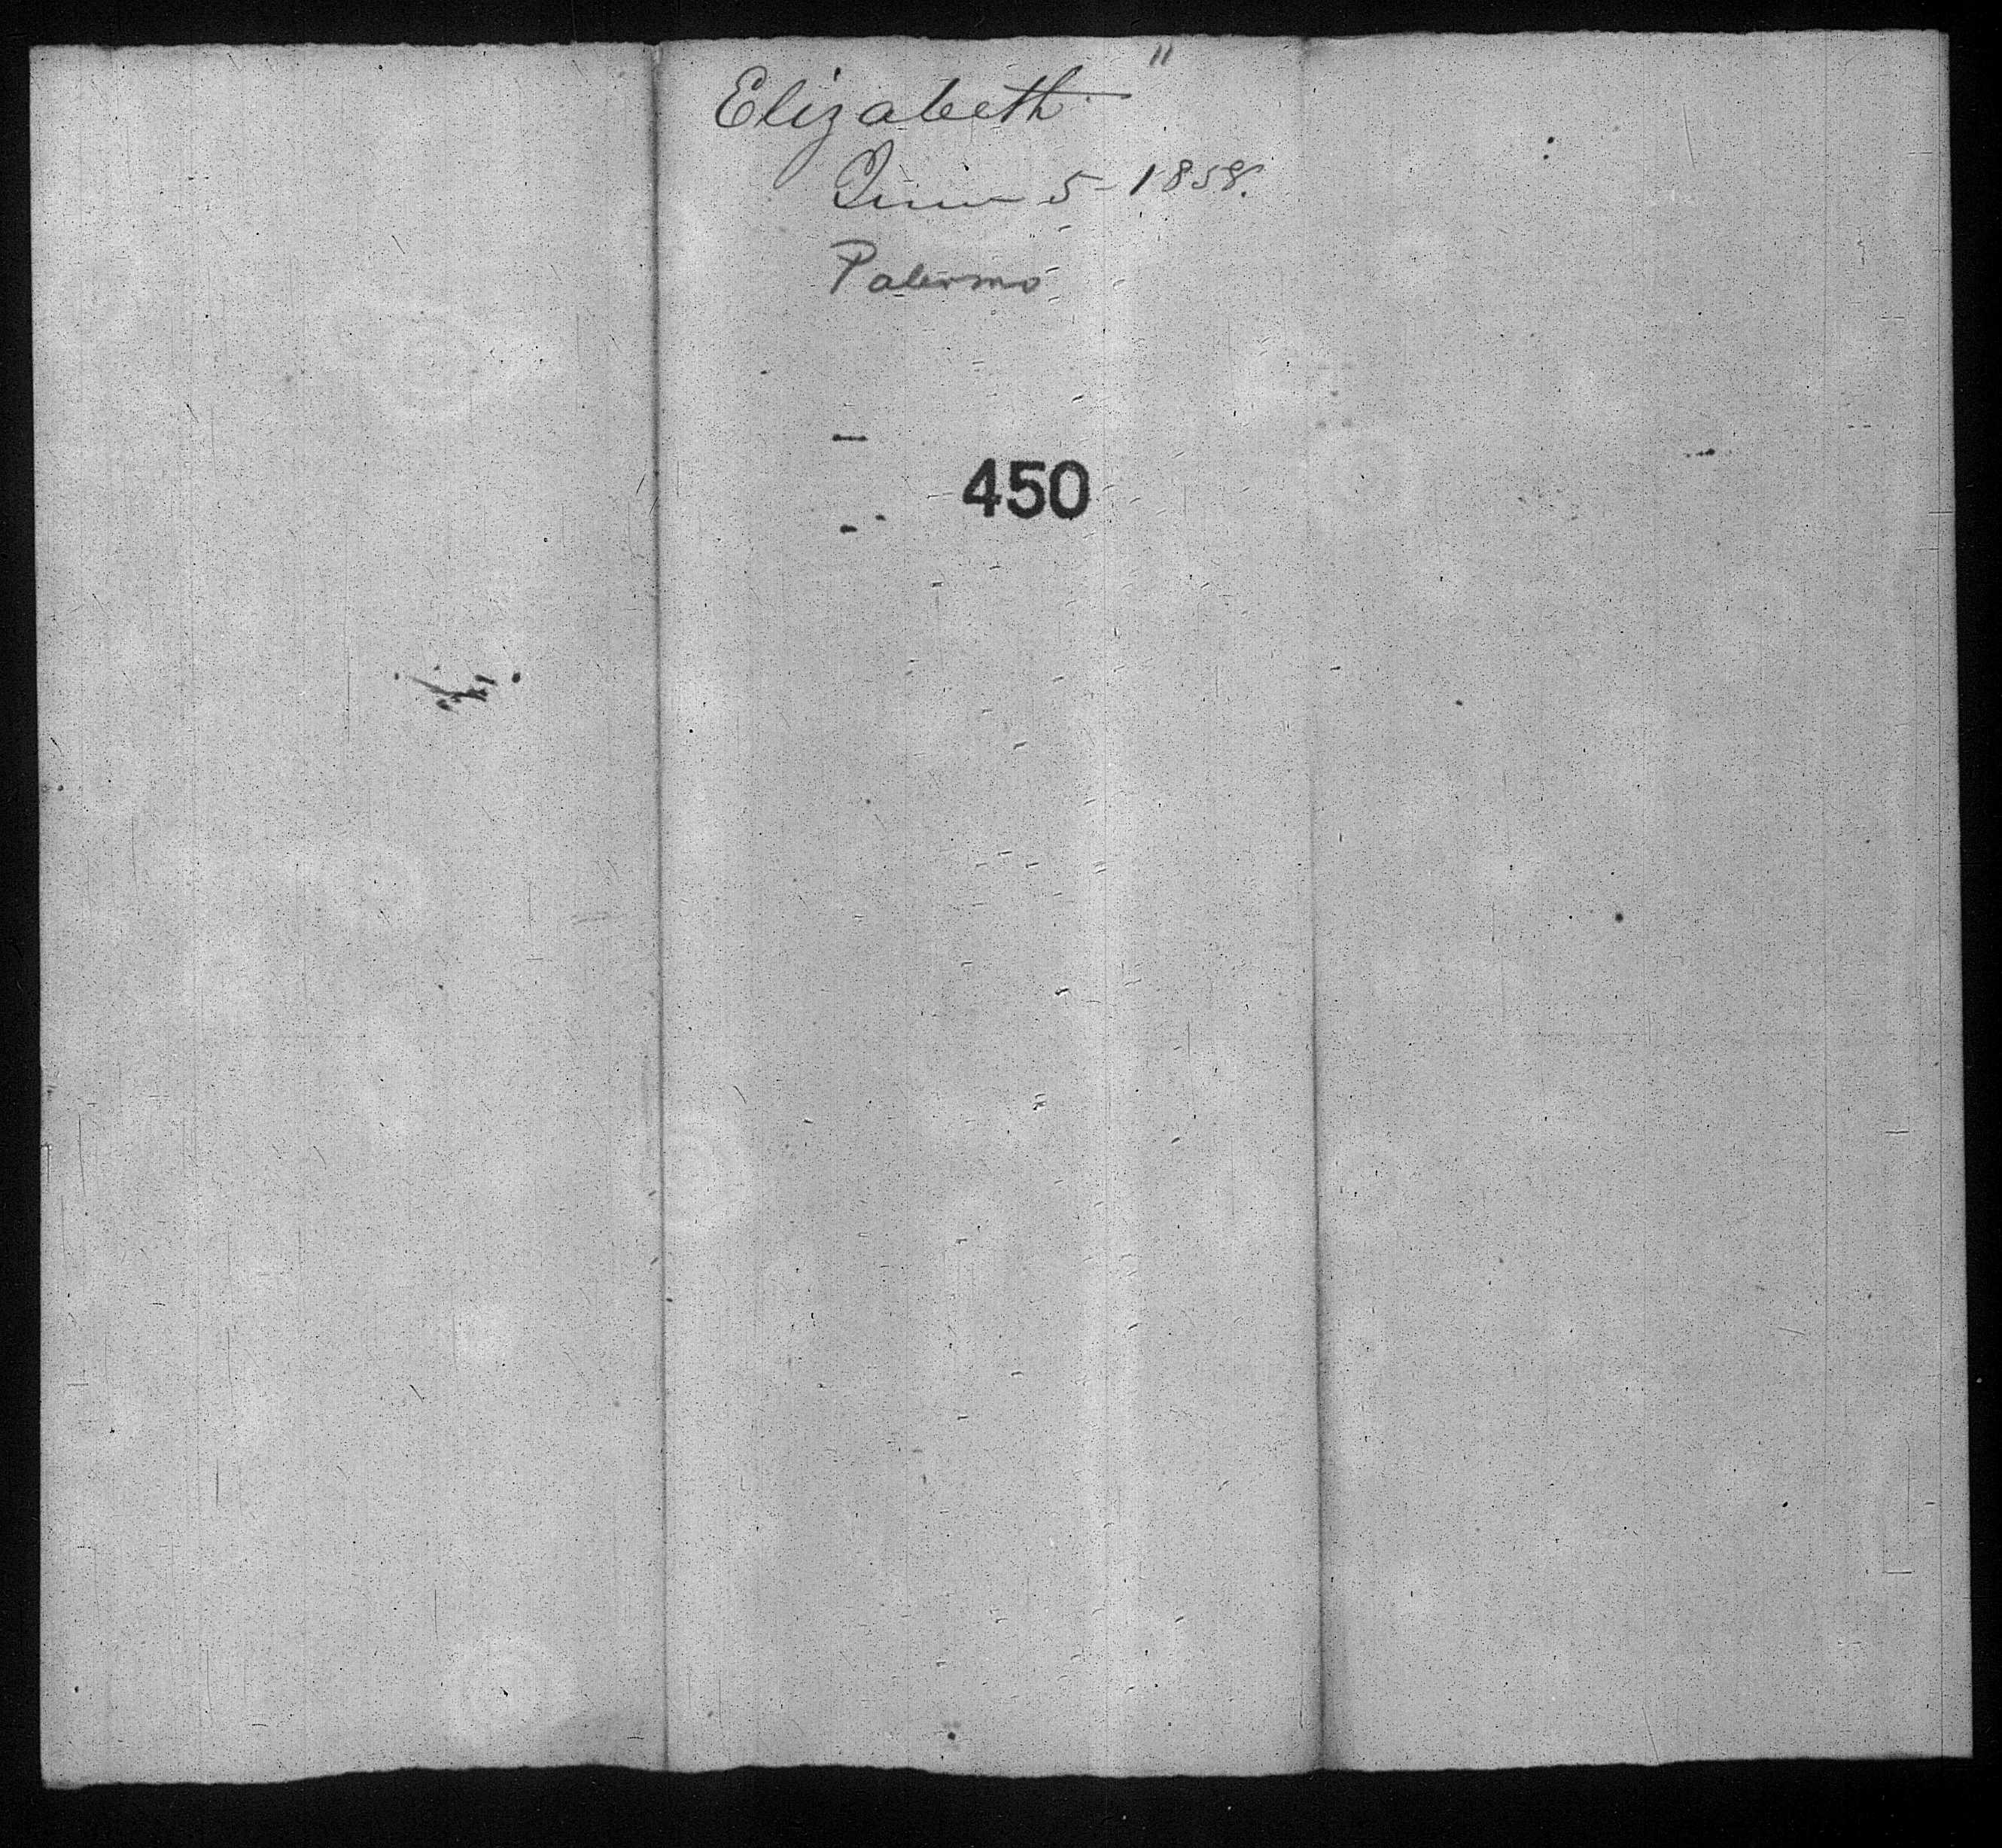 Elizabeth"
June 5-1858.
Palermo
450